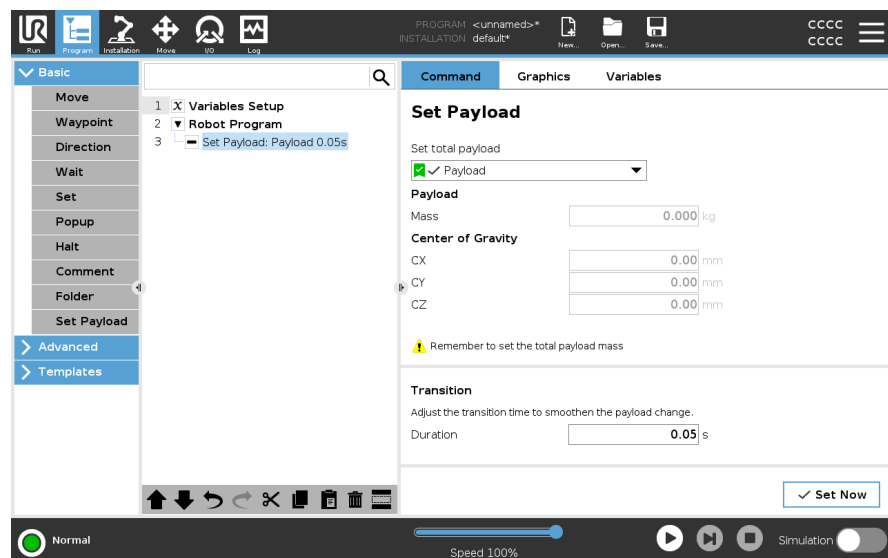 PROGRAM <unnamed>*
INSTALLATION default*
CCCC
CCCC
Run
Program
Installation
Move
I/O
Log
New...
Open...
Save...
Basic
Move
Waypoint
Direction
Wait
Set
Popup
Halt
Comment
Folder
Set Payload
Advanced
Templates
1 X Variables Setup
2 Robot Program
3 Set Payload: Payload 0.05s
Command Graphics Variables
Set Payload
Set total payload
Payload
Payload
Mass 0.000 kg
Center of Gravity
CX 0.00 mm
CY 0.00 mm
CZ 0.00 mm
Remember to set the total payload mass
Transition
Adjust the transition time to smoothen the payload change.
Duration 0.05 s
Set Now
Normal
Speed 100%
Simulation